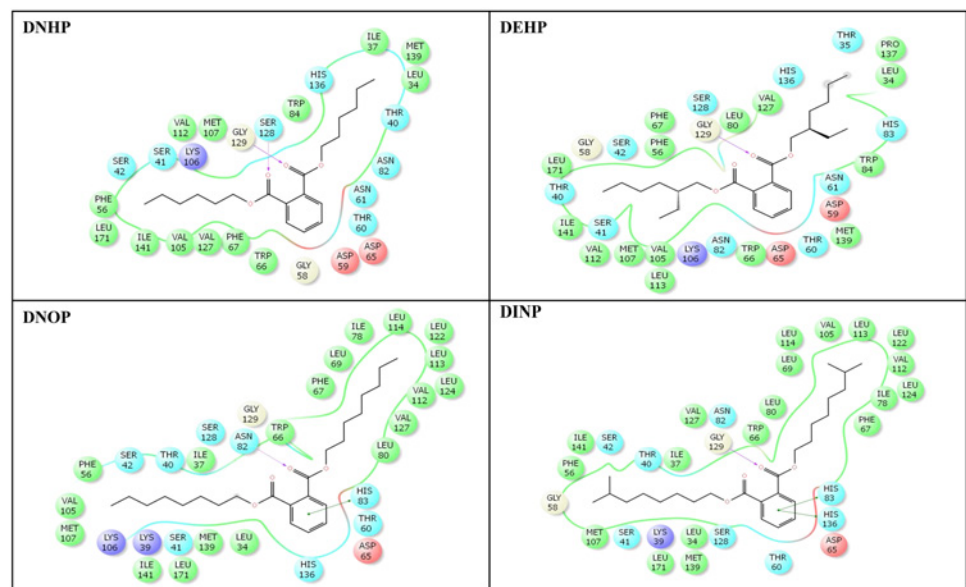 DNHP
ILE 37
MET 139
LEU 34
HIS 136
TRP 84
THR 40
VAL 112
MET 107
GLY 129
SER 128
SER 42
SER 41
LYS 106
ASN 82
O
O
O
O
ASN 61
PHE 56
THR 60
LEU 171
ILE 141
VAL 105
VAL 127
PHE 67
TRP 66
GLY 58
ASP 59
ASP 65
DEHP
THR 35
PRO 137
LEU 34
HIS 136
SER 128
VAL 127
PHE 67
GLY 129
LEU 80
HIS 83
GLY 58
SER 42
PHE 56
LEU 171
TRP 84
O
O
O
O
ASN 61
THR 40
ASP 59
ILE 141
SER 41
MET 139
VAL 112
MET 107
VAL 105
LYS 106
ASN 82
TRP 66
ASP 65
THR 60
LEU 113
DNOP
ILE 78
LEU 114
LEU 122
LEU 69
LEU 113
PHE 67
LEU 124
VAL 112
GLY 129
VAL 127
SER 128
ASN 82
TRP 66
LEU 80
PHE 56
SER 42
THR 40
ILE 37
O
O
O
O
HIS 83
VAL 105
THR 60
MET 107
ASP 65
LYS 106
LYS 39
SER 41
MET 139
LEU 34
ILE 141
LEU 171
HIS 136
DINP
LEU 114
VAL 105
LEU 113
LEU 122
LEU 69
VAL 112
LEU 124
ILE 78
LEU 80
PHE 67
VAL 127
ASN 82
GLY 129
TRP 66
ILE 141
SER 42
PHE 56
THR 40
ILE 37
O
O
O
O
GLY 58
HIS 83
HIS 136
MET 107
SER 41
LYS 39
LEU 34
SER 128
ASP 65
LEU 171
MET 139
THR 60